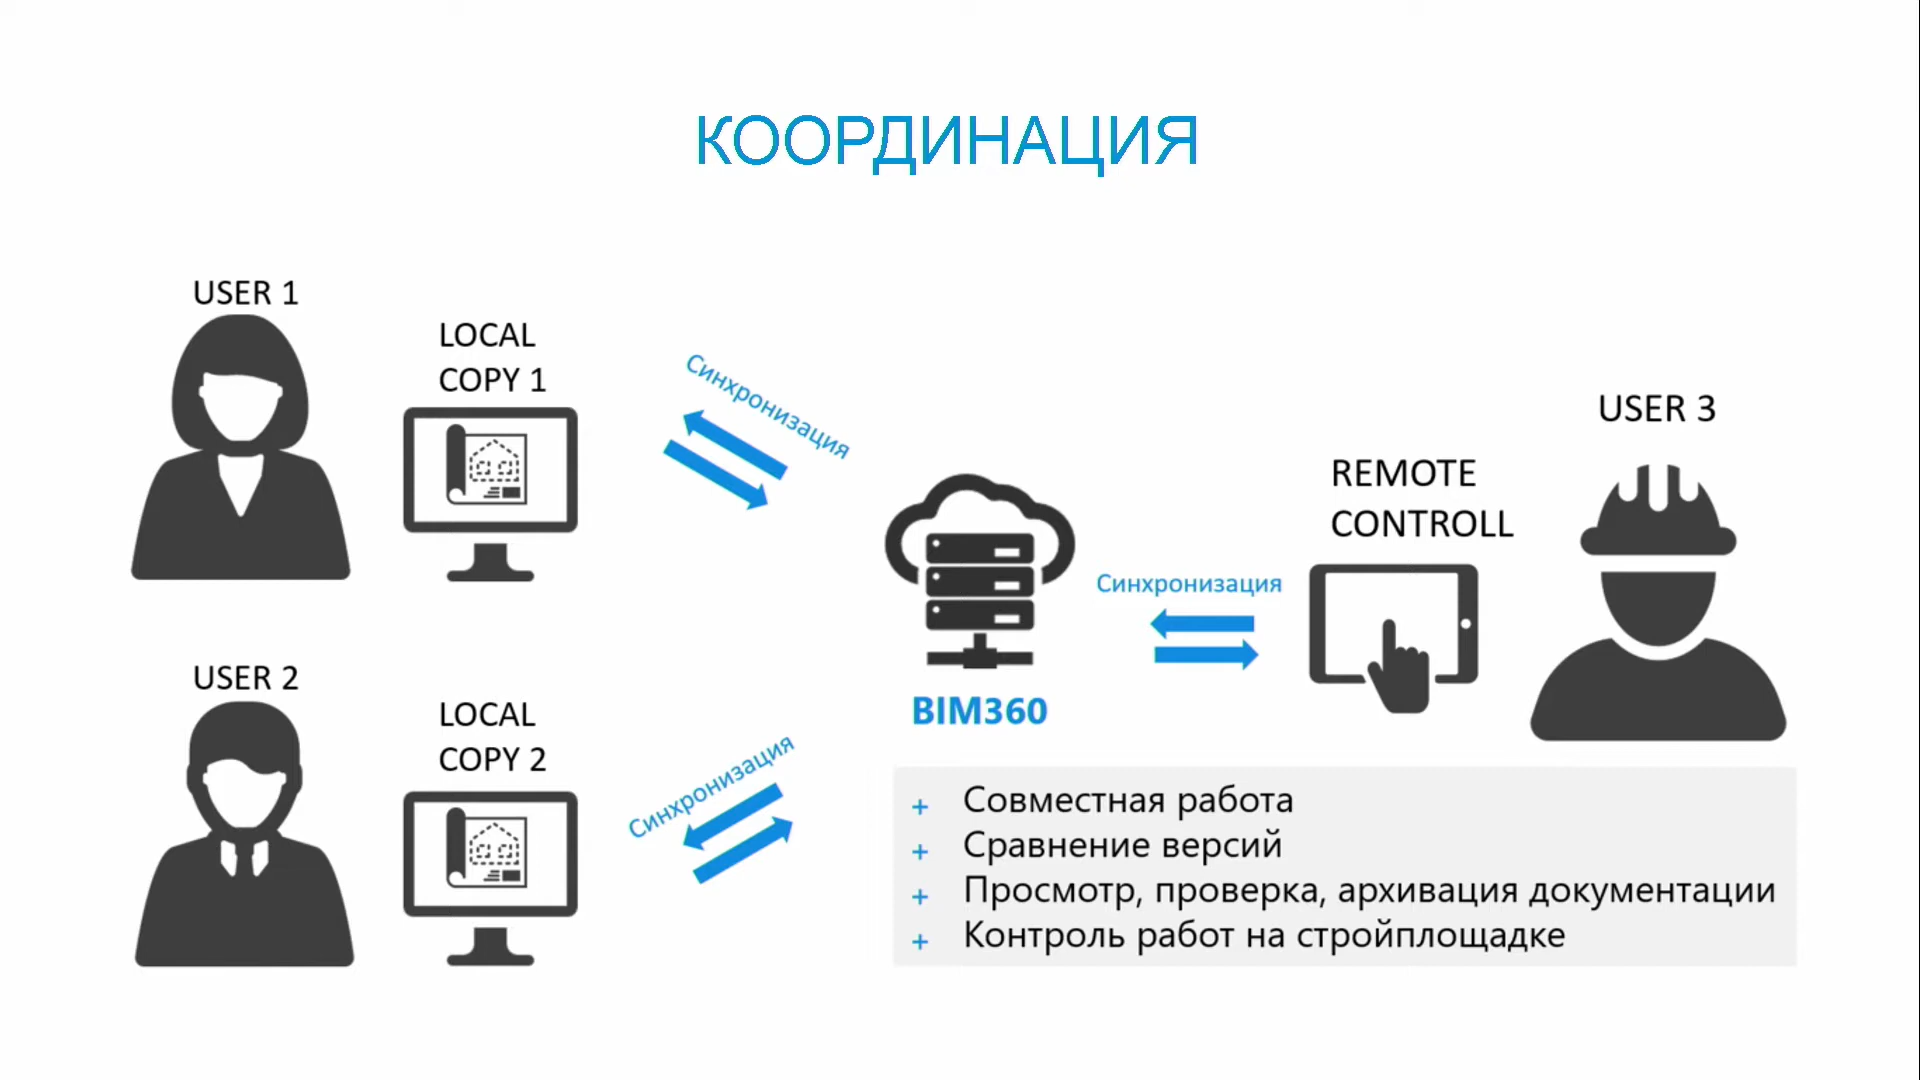 КООРДИНАЦИЯ
USER 1
LOCAL
COPY 1
Синхронизация
USER 2
LOCAL
COPY 2
Синхронизация
BIM360
Синхронизация
REMOTE
CONTROLL
USER 3
+ Совместная работа
+ Сравнение версий
+ Просмотр, проверка, архивация документации
+ Контроль работ на стройплощадке